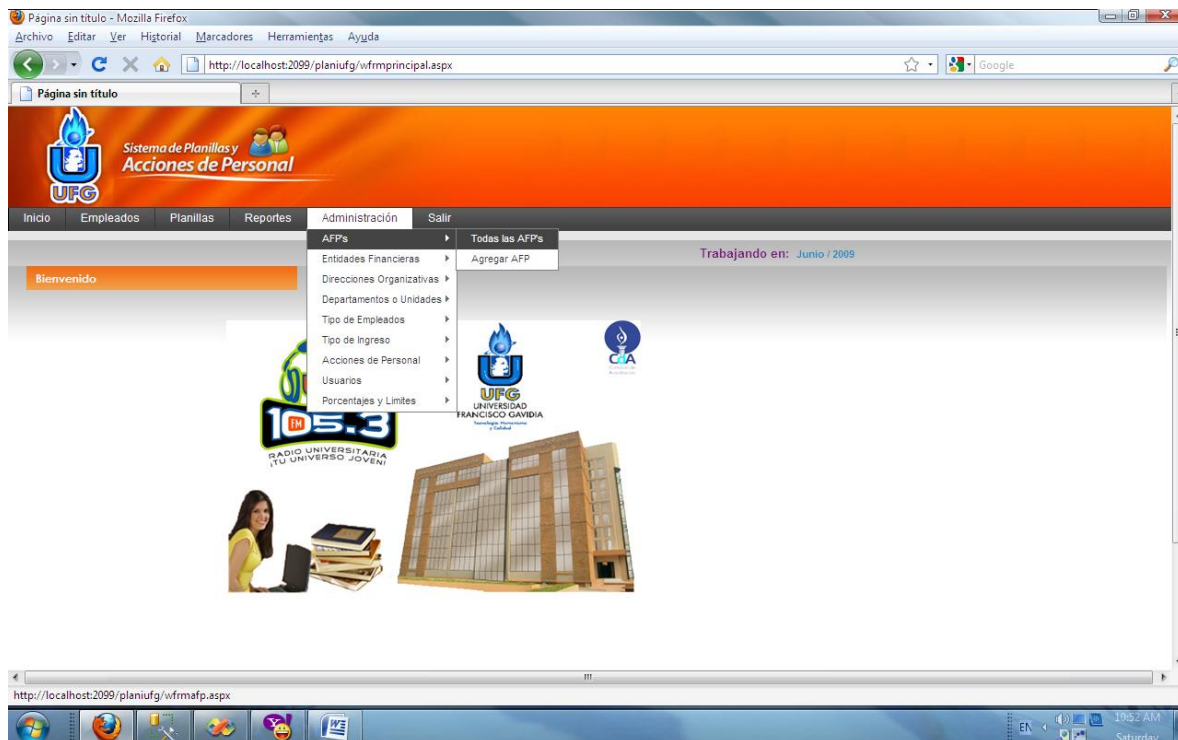 Página sin título - Mozilla Firefox
Archivo Editar Ver Historial Marcadores Herramientas Ayuda
http://localhost:2099/planiufg/wfrmprincipal.aspx
Google
Página sin título
Sistema de Planillas y
Acciones de Personal
UFG
Inicio Empleados Planillas Reportes Administración Salir
AFP's
Todas las AFP's
Entidades Financieras
Agregar AFP
Trabajando en: Junio / 2009
Bienvenido
Direcciones Organizativas
Departamentos o Unidades
Tipo de Empleados
Tipo de Ingreso
Acciones de Personal
Usuarios
Porcentajes y Limites
CdA
UFG
UNIVERSIDAD
FRANCISCO GAVIDIA
Tecnología, Humanismo
y Calidad
FM
105.3
RADIO UNIVERSITARIA
¡TU UNIVERSO JOVEN!
http://localhost:2099/planiufg/wfrmafp.aspx
EN
10:52 AM
Saturday